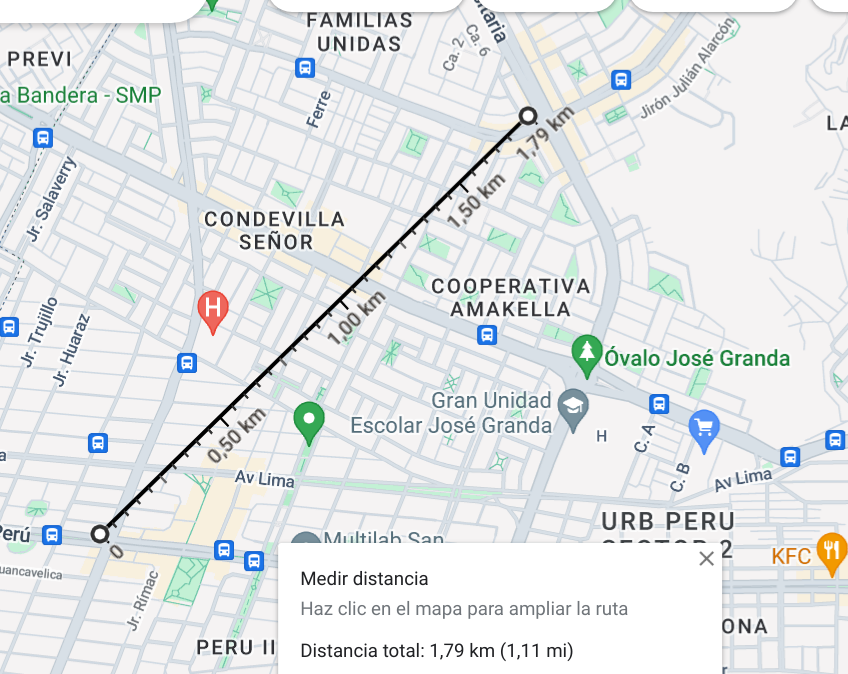 FAMILIAS
UNIDAS
Ca. 2
Ca. 6
PREVI
a Bandera - SMP
Ferre
Jirón Julián Alarcón
1,79 km
LA
Jr. Salaverry
1,50 km
CONDEVILLA
SEÑOR
COOPERATIVA
AMAKELLA
H
1,00 km
Jr. Trujillo
Jr. Huaraz
Óvalo José Granda
Gran Unidad
Escolar José Granda
0,50 km
H
C. A
C. B
Av Lima
Av Lima
Perú
0
URB PERU
SECTOR 2
Multilab San
KFC
uancavelica
Jr. Rímac
PERU II
ONA
Medir distancia
Haz clic en el mapa para ampliar la ruta
Distancia total: 1,79 km (1,11 mi)